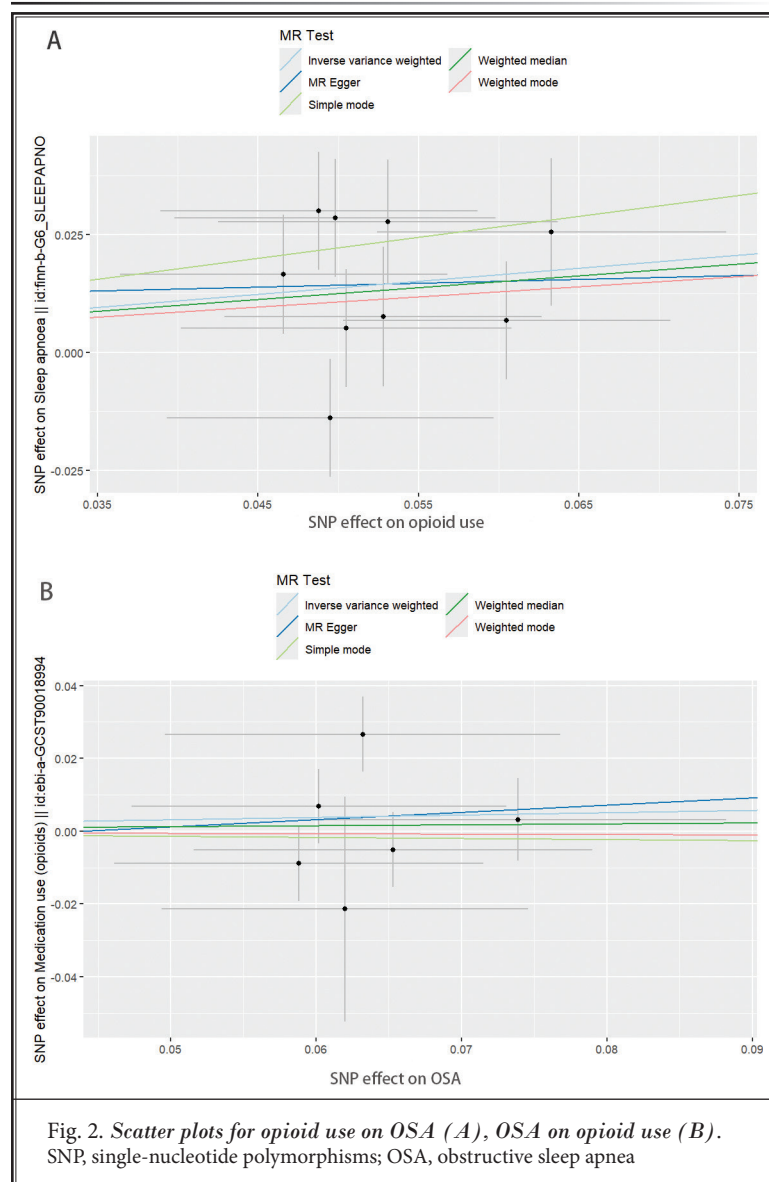 A
MR Test
Inverse variance weighted
Weighted median
MR Egger
Weighted mode
Simple mode
SNP effect on Sleep apnoea || id:finn-b-G6_SLEEPAPNO
0.025
0.000
-0.025
0.035
0.045
0.055
0.065
0.075
SNP effect on opioid use
B
MR Test
Inverse variance weighted
Weighted median
MR Egger
Weighted mode
Simple mode
SNP effect on Medication use (opioids) || id:ebi-a-GCST90018994
0.04
0.02
0.00
-0.02
-0.04
0.05
0.06
0.07
0.08
0.09
SNP effect on OSA
Fig. 2. Scatter plots for opioid use on OSA (A), OSA on opioid use (B).
SNP, single-nucleotide polymorphisms; OSA, obstructive sleep apnea